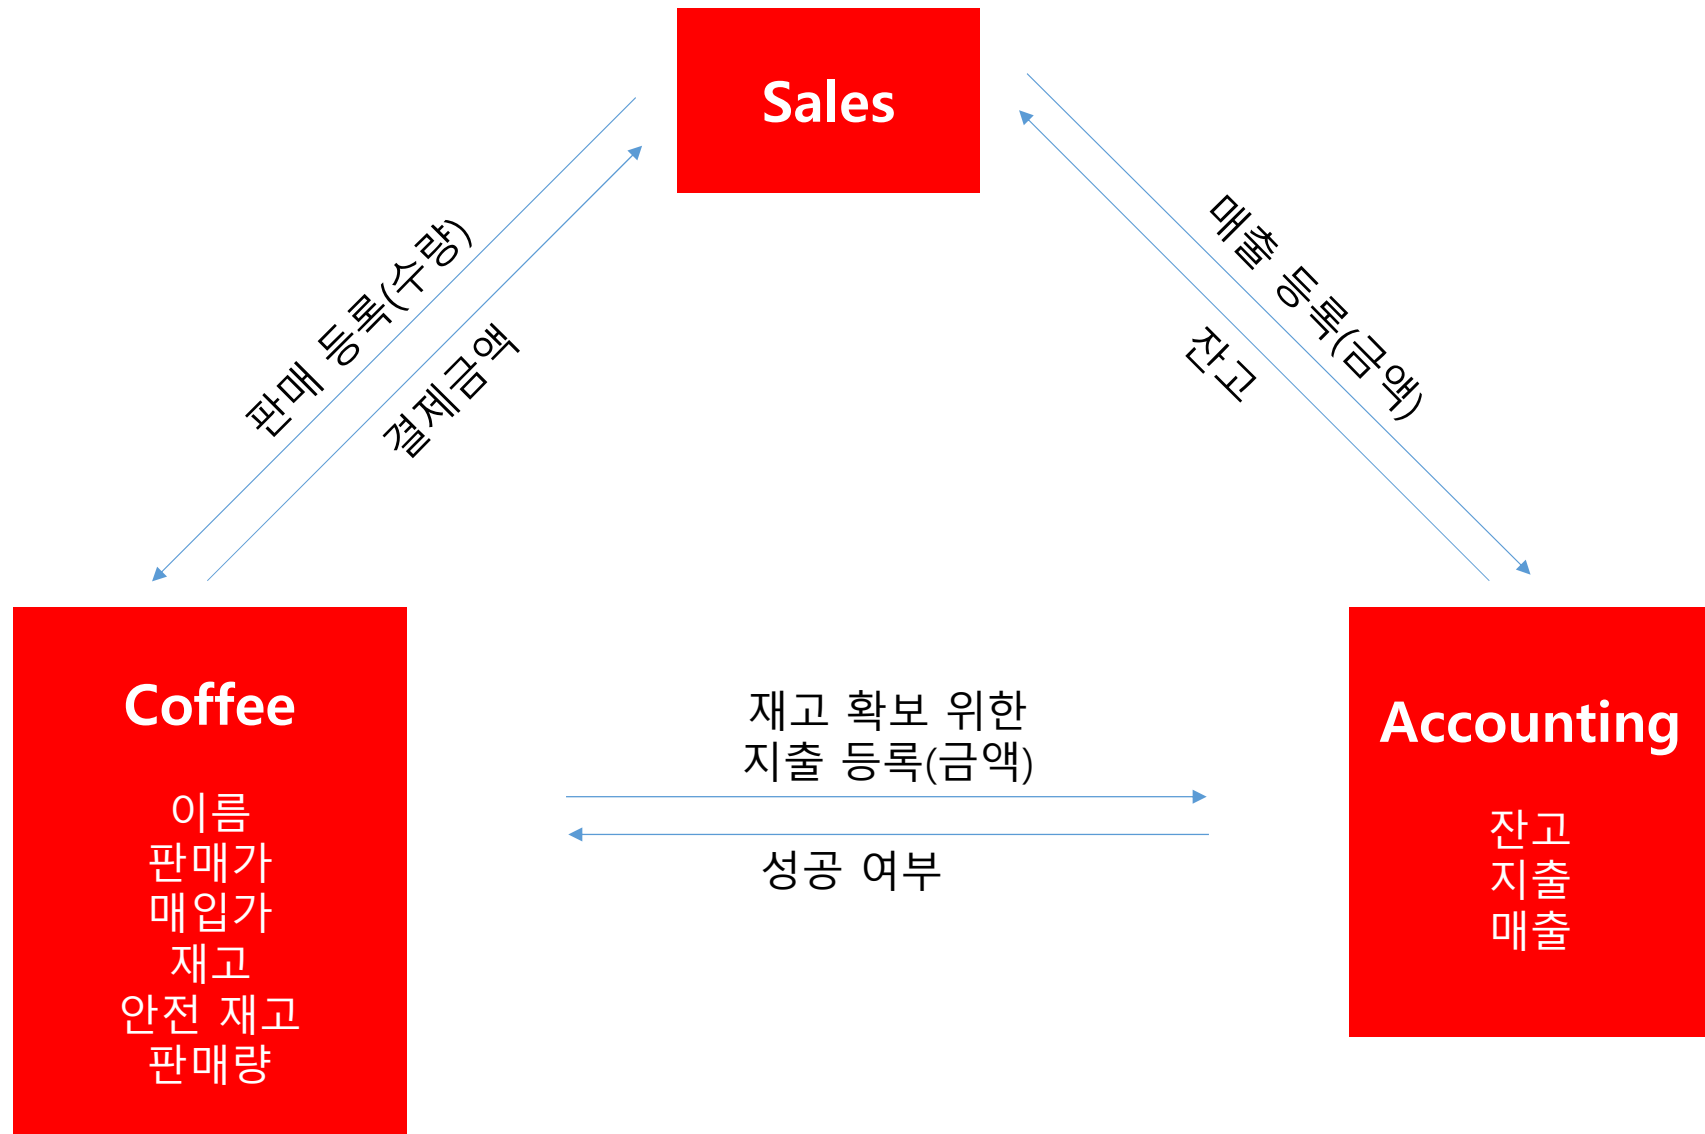 Sales
판매 등록(수량)
결제금액
매출 등록(금액)
잔고
Coffee
이름
판매가
매입가
재고
안전 재고
판매량
재고 확보 위한
지출 등록(금액)
성공 여부
Accounting
잔고
지출
매출